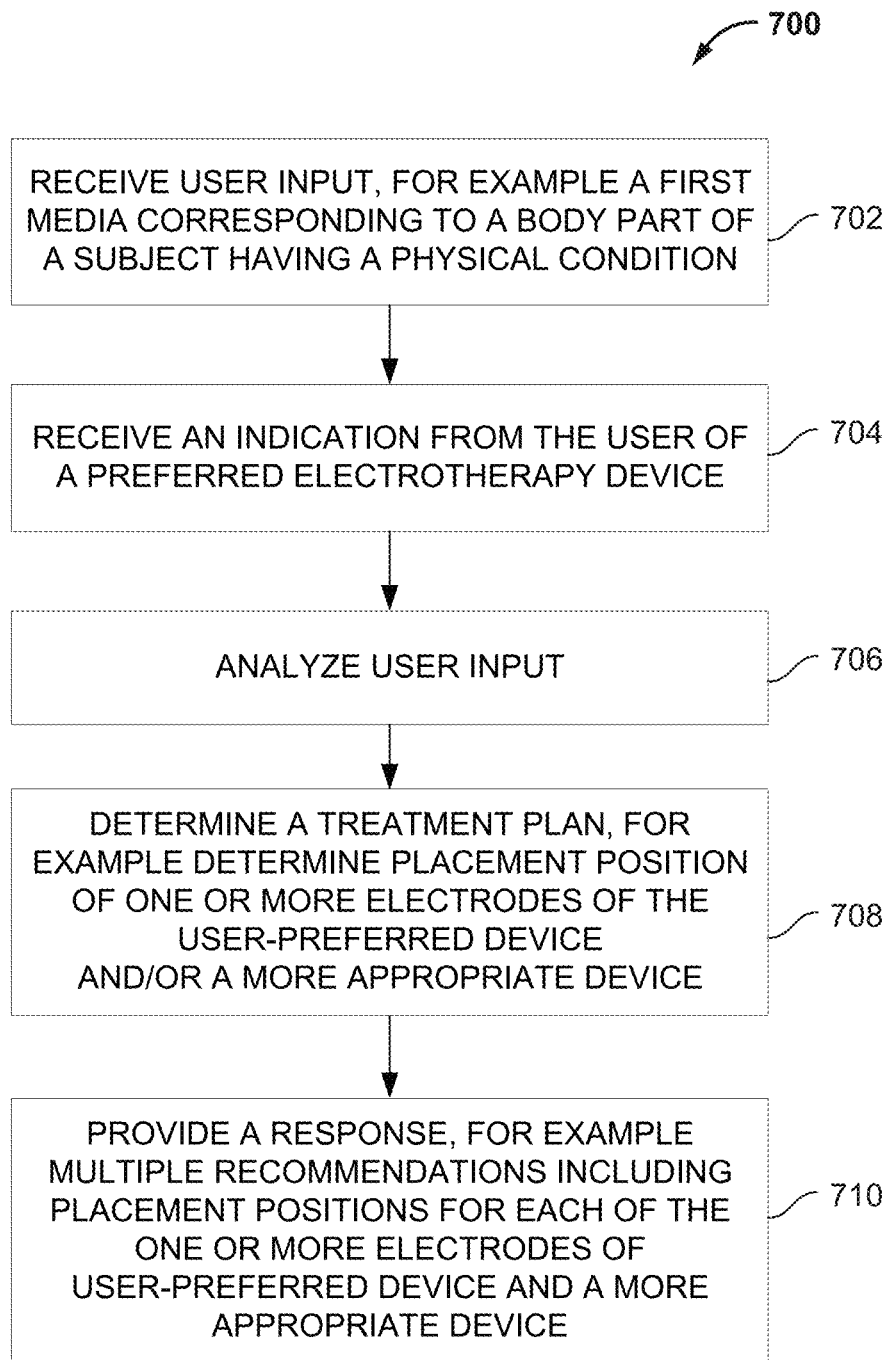 700
RECEIVE USER INPUT, FOR EXAMPLE A FIRST
MEDIA CORRESPONDING TO A BODY PART OF
A SUBJECT HAVING A PHYSICAL CONDITION
702
RECEIVE AN INDICATION FROM THE USER OF
A PREFERRED ELECTROTHERAPY DEVICE
704
ANALYZE USER INPUT
706
DETERMINE A TREATMENT PLAN, FOR
EXAMPLE DETERMINE PLACEMENT POSITION
OF ONE OR MORE ELECTRODES OF THE
USER-PREFERRED DEVICE
AND/OR A MORE APPROPRIATE DEVICE
708
PROVIDE A RESPONSE, FOR EXAMPLE
MULTIPLE RECOMMENDATIONS INCLUDING
PLACEMENT POSITIONS FOR EACH OF THE
ONE OR MORE ELECTRODES OF
USER-PREFERRED DEVICE AND A MORE
APPROPRIATE DEVICE
710